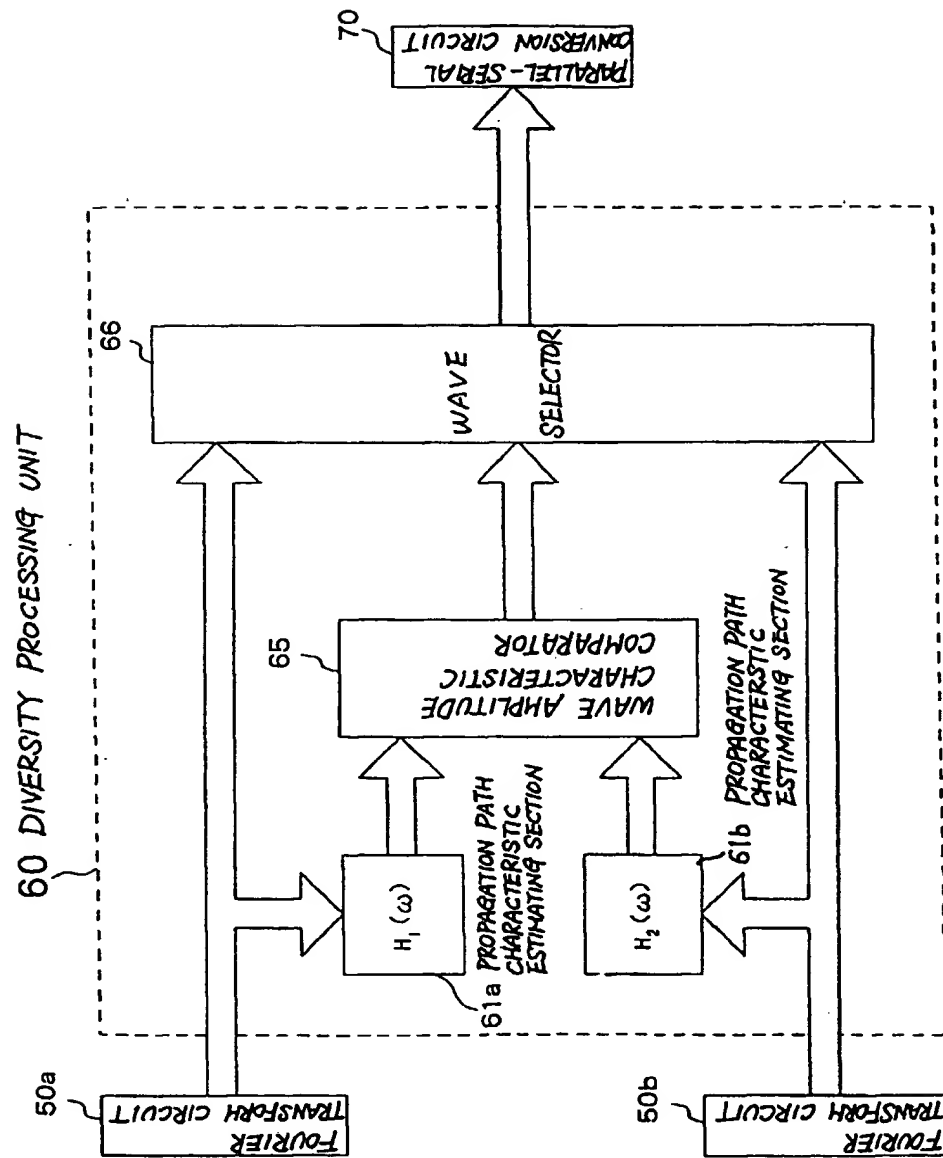 60 DIVERSITY PROCESSING UNIT
50a
FOURIER
TRANSFORM CIRCUIT
50b
FOURIER
TRANSFORM CIRCUIT
H₁(ω)
61a PROPAGATION PATH
CHARACTERISTIC
ESTIMATING SECTION
H₂(ω)
61b PROPAGATION PATH
CHARACTERSTIC
ESTIMATING SECTION
65
WAVE AMPLITUDE
CHARACTERISTIC
COMPARATOR
66
WAVE
SELECTOR
70
PARALLEL-SERIAL
CONVERSION CIRCUIT